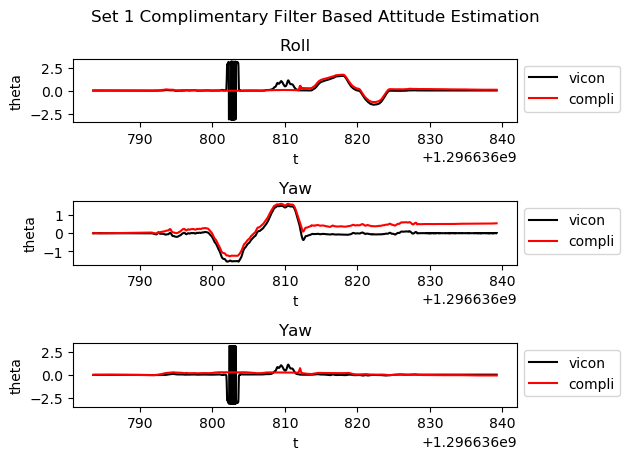 Set 1 Complimentary Filter Based Attitude Estimation
Roll
theta
2.5
0.0
−2.5
790 800 810 820 830 840
t
+1.296636e9
vicon
compli
Yaw
theta
1
0
−1
790 800 810 820 830 840
t
+1.296636e9
vicon
compli
Yaw
theta
2.5
0.0
−2.5
790 800 810 820 830 840
t
+1.296636e9
vicon
compli